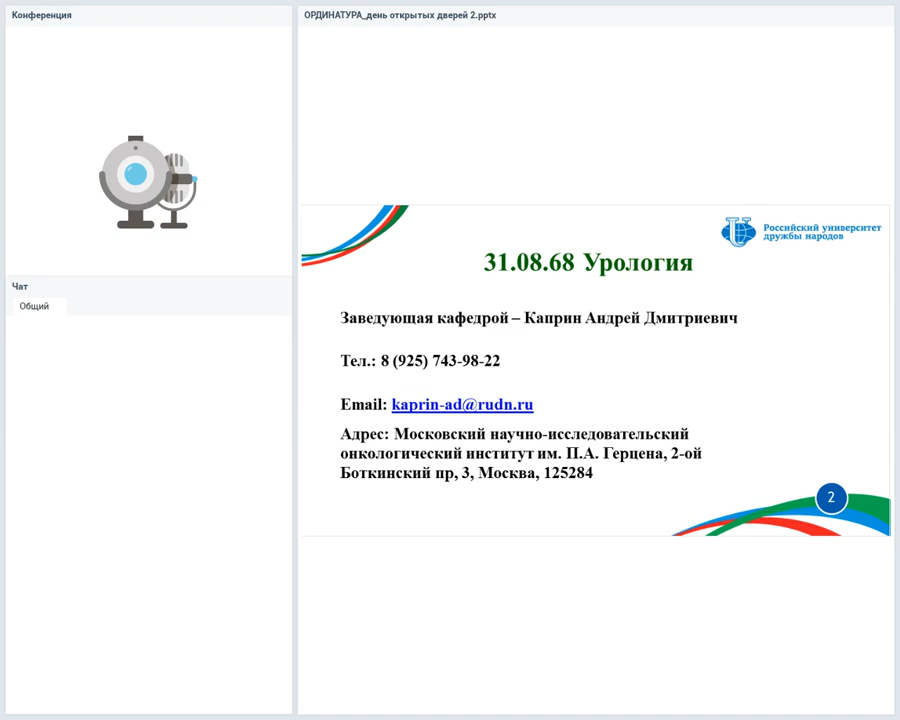 Конференция
ОРДИНАТУРА_день открытых дверей 2.pptx
Российский университет
дружбы народов
31.08.68 Урология
Заведующая кафедрой – Каприн Андрей Дмитриевич
Тел.: 8 (925) 743-98-22
Email: kaprin-ad@rudn.ru
Адрес: Московский научно-исследовательский
онкологический институт им. П.А. Герцена, 2-ой
Боткинский пр, 3, Москва, 125284
2
Чат
Общий